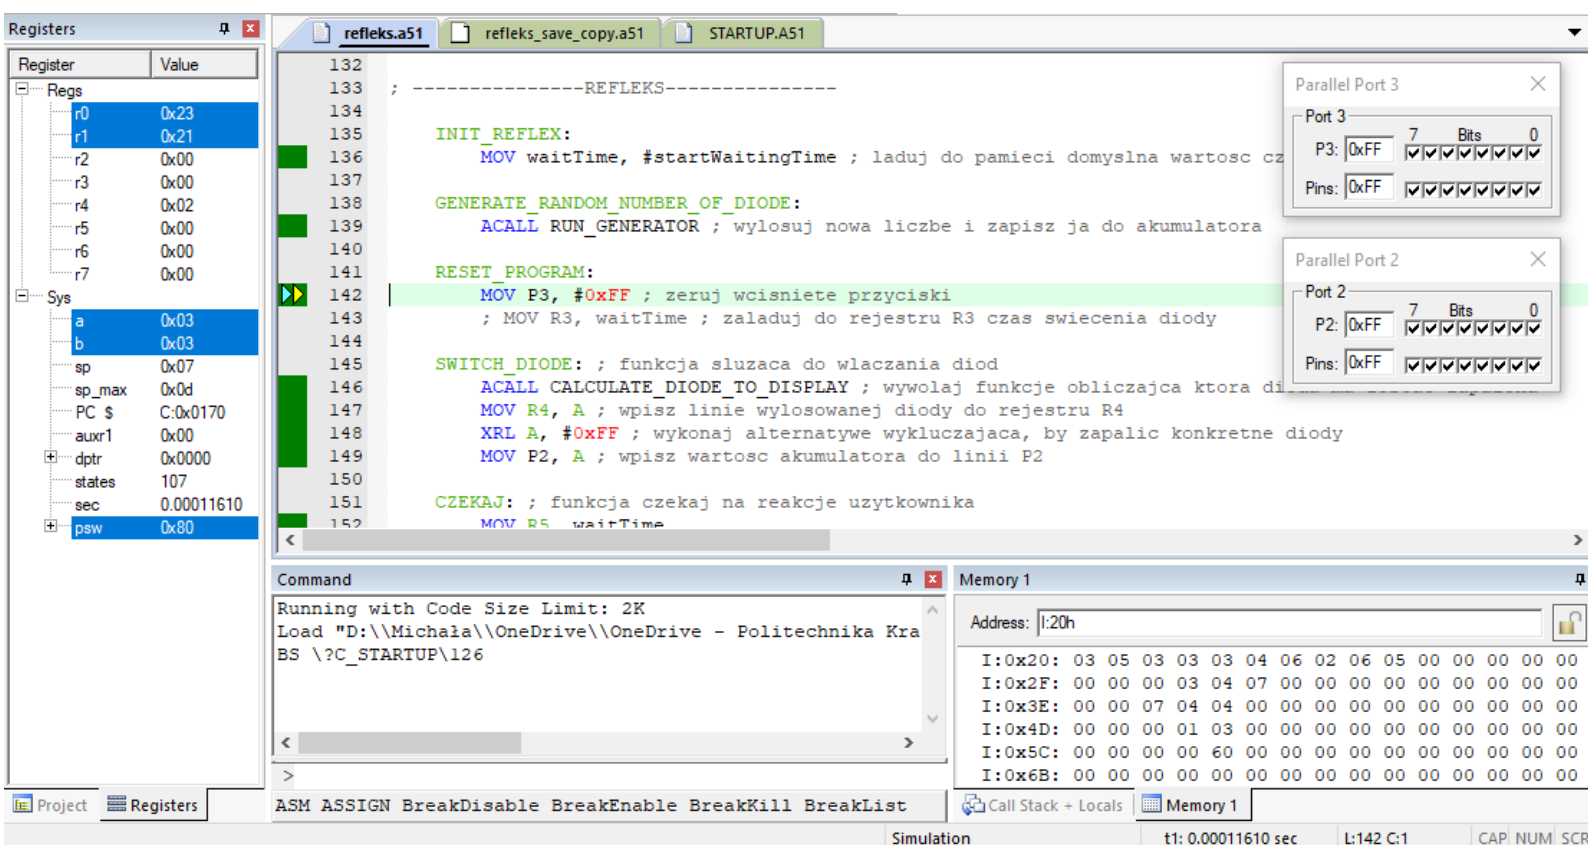 Registers
Register Value
Regs
r0 0x23
r1 0x21
r2 0x00
r3 0x00
r4 0x02
r5 0x00
r6 0x00
r7 0x00
Sys
a 0x03
b 0x03
sp 0x07
sp_max 0x0d
PC $ C:0x0170
auxr1 0x00
dptr 0x0000
states 107
sec 0.00011610
psw 0x80
Project Registers
refleks.a51 refleks_save_copy.a51 STARTUP.A51
132
133 ; ---------------REFLEKS---------------
134
135 INIT_REFLEX:
136 MOV waitTime, #startWaitingTime ; laduj do pamieci domyslna wartosc cz
137
138 GENERATE_RANDOM_NUMBER_OF_DIODE:
139 ACALL RUN_GENERATOR ; wylosuj nowa liczbe i zapisz ja do akumulatora
140
141 RESET_PROGRAM:
142 MOV P3, #0xFF ; zeruj wcisniete przyciski
143 ; MOV R3, waitTime ; zaladuj do rejestru R3 czas swiecenia diody
144
145 SWITCH_DIODE: ; funkcja sluzaca do wlaczania diod
146 ACALL CALCULATE_DIODE_TO_DISPLAY ; wywolaj funkcje obliczajca ktora
147 MOV R4, A ; wpisz linie wylosowanej diody do rejestru R4
148 XRL A, #0xFF ; wykonaj alternatywe wykluczajaca, by zapalic konkretne diody
149 MOV P2, A ; wpisz wartosc akumulatora do linii P2
150
151 CZEKAJ: ; funkcja czekaj na reakcje uzytkownika
152 MOV R5, waitTime
Parallel Port 3
Port 3
7 Bits 0
P3: 0xFF
Pins: 0xFF
Parallel Port 2
Port 2
7 Bits 0
P2: 0xFF
Pins: 0xFF
Command
Running with Code Size Limit: 2K
Load "D:\\Michała\\OneDrive\\OneDrive - Politechnika Kra
BS \?C_STARTUP\126
>
ASM ASSIGN BreakDisable BreakEnable BreakKill BreakList
Memory 1
Address: I:20h
I:0x20: 03 05 03 03 03 04 06 02 06 05 00 00 00 00 00
I:0x2F: 00 00 00 03 04 07 00 00 00 00 00 00 00 00 00
I:0x3E: 00 00 07 04 04 00 00 00 00 00 00 00 00 00 00
I:0x4D: 00 00 00 01 03 00 00 00 00 00 00 00 00 00 00
I:0x5C: 00 00 00 00 60 00 00 00 00 00 00 00 00 00 00
I:0x6B: 00 00 00 00 00 00 00 00 00 00 00 00 00 00 00
Call Stack + Locals Memory 1
Simulation t1: 0.00011610 sec L:142 C:1 CAP NUM SCR